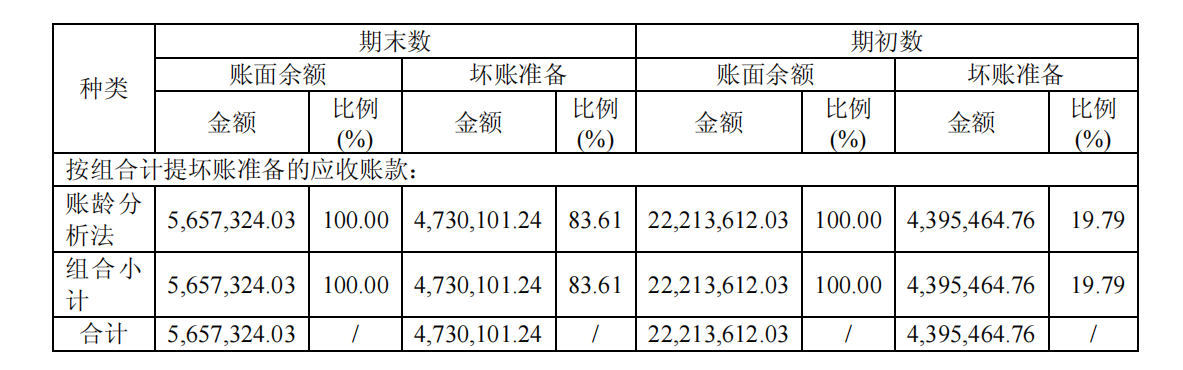 种类 期末数 期初数
账面余额 坏账准备 账面余额 坏账准备
金额 比例(%) 金额 比例(%) 金额 比例(%) 金额 比例(%)
按组合计提坏账准备的应收账款：
账龄分析法 5,657,324.03 100.00 4,730,101.24 83.61 22,213,612.03 100.00 4,395,464.76 19.79
组合小计 5,657,324.03 100.00 4,730,101.24 83.61 22,213,612.03 100.00 4,395,464.76 19.79
合计 5,657,324.03 / 4,730,101.24 / 22,213,612.03 / 4,395,464.76 /